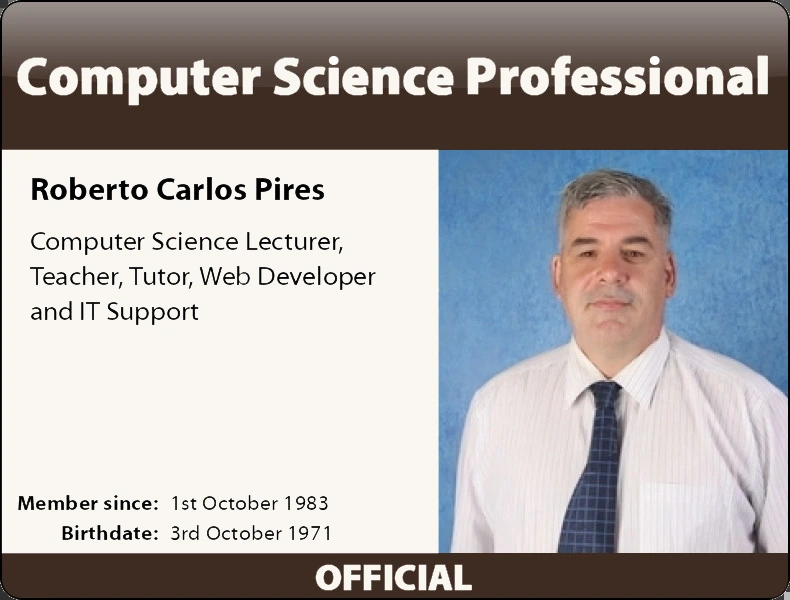 Computer Science Professional
Roberto Carlos Pires
Computer Science Lecturer,
Teacher, Tutor, Web Developer
and IT Support
Member since: 1st October 1983
Birthdate: 3rd October 1971
OFFICIAL